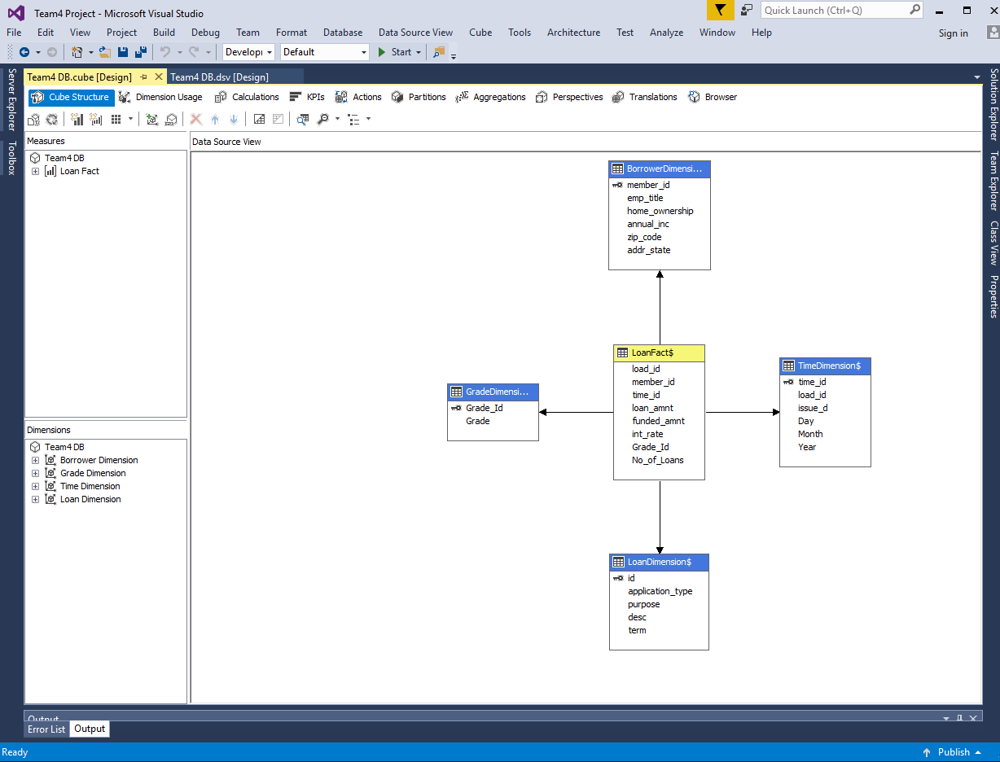 Team4 Project - Microsoft Visual Studio
Quick Launch (Ctrl+Q)
File Edit View Project Build Debug Team Format Database Data Source View Cube Tools Architecture Test Analyze Window Help
Sign in
Developı Default Start
Team4 DB.cube [Design] Team4 DB.dsv [Design]
Cube Structure Dimension Usage Calculations KPIs Actions Partitions Aggregations Perspectives Translations Browser
Server Explorer
Toolbox
Measures
Team4 DB
Loan Fact
Dimensions
Team4 DB
Borrower Dimension
Grade Dimension
Time Dimension
Loan Dimension
Data Source View
BorrowerDimensi...
member_id
emp_title
home_ownership
annual_inc
zip_code
addr_state
LoanFact$
load_id
member_id
time_id
loan_amnt
funded_amnt
int_rate
Grade_Id
No_of_Loans
GradeDimensi...
Grade_Id
Grade
TimeDimension$
time_id
load_id
issue_d
Day
Month
Year
LoanDimension$
id
application_type
purpose
desc
term
Solution Explorer
Team Explorer
Class View
Properties
Output
Error List Output
Ready
Publish